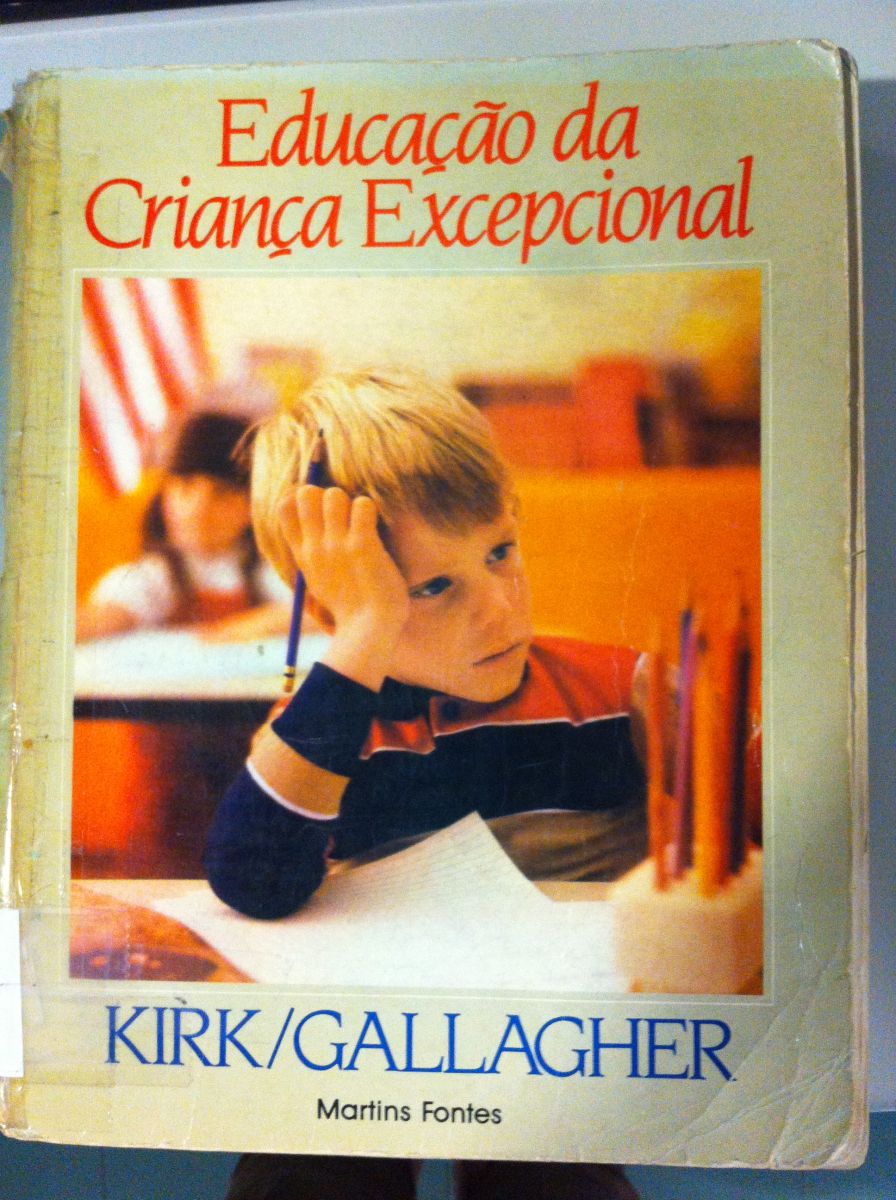 Educação da
Criança Excepcional
KIRK/GALLAGHER
Martins Fontes